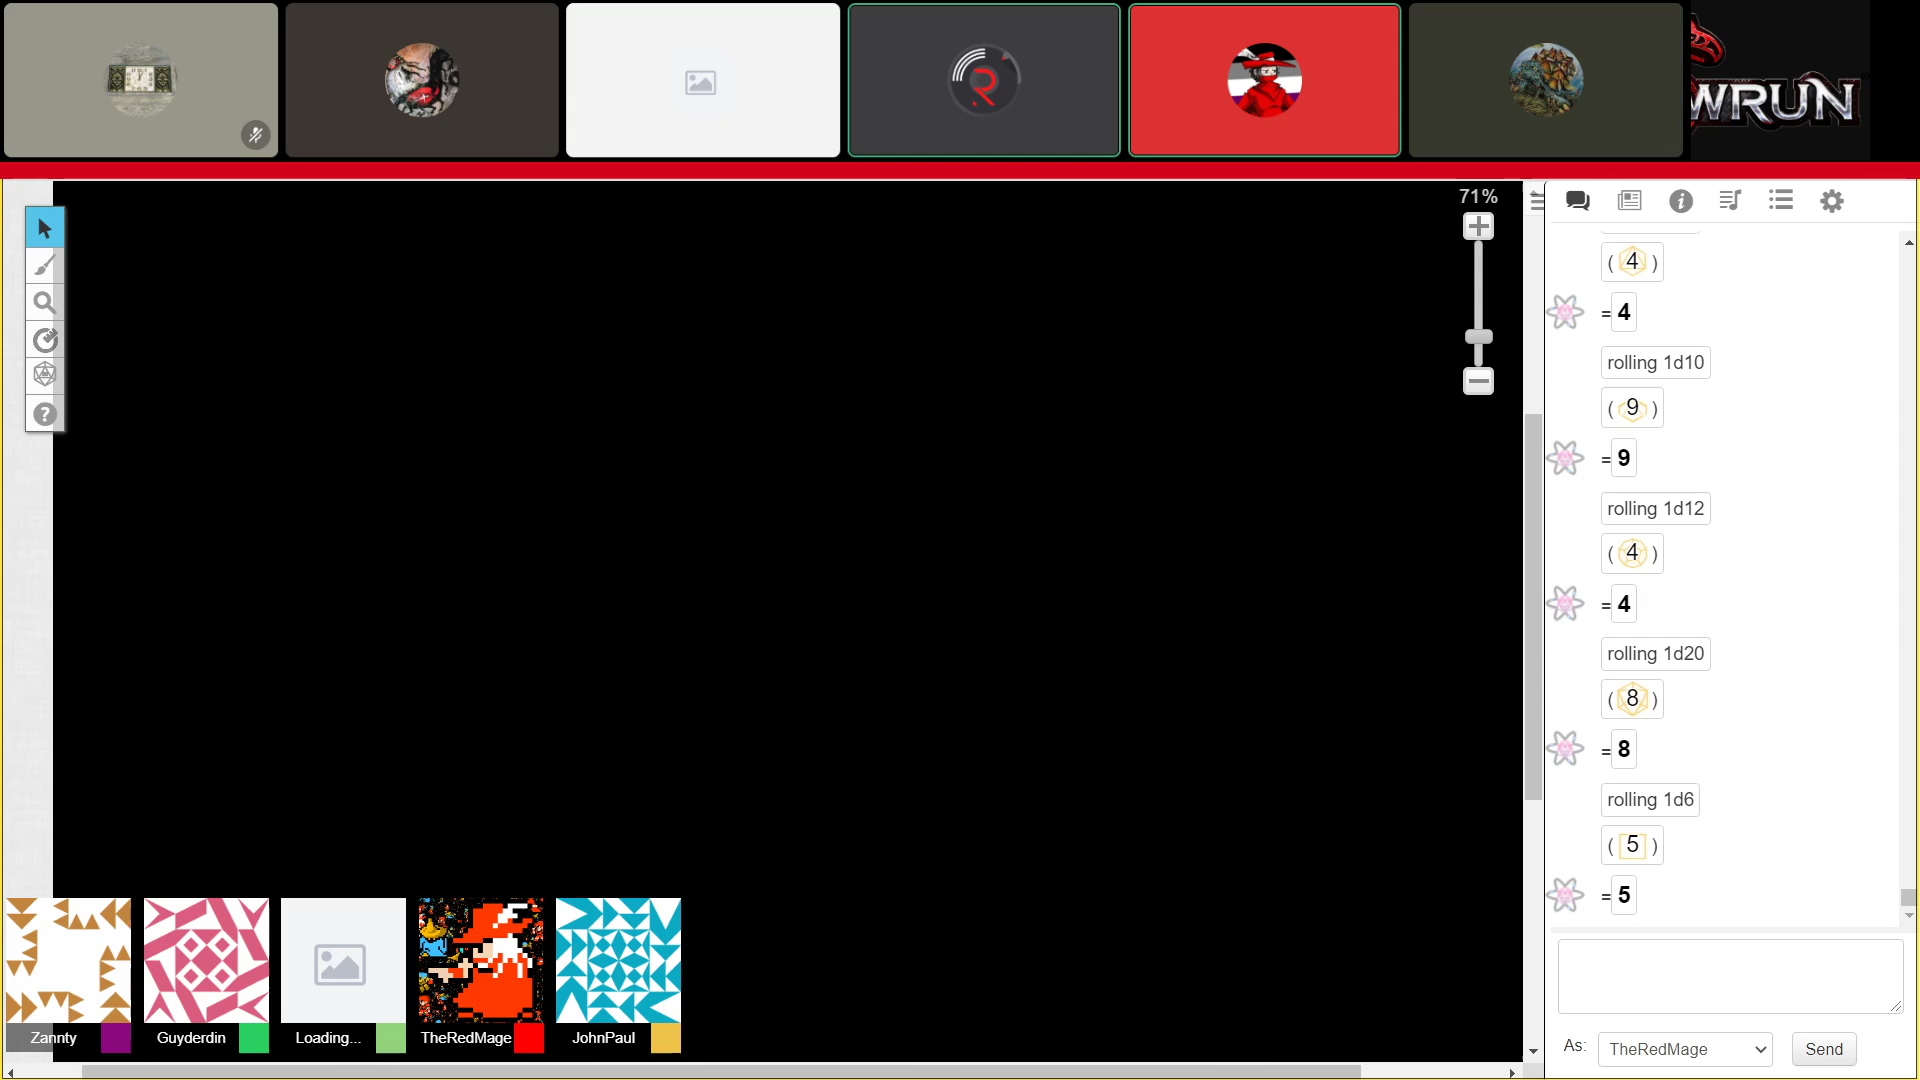 WRUN
71%
( 4 )
= 4
rolling 1d10
( 9 )
= 9
rolling 1d12
( 4 )
= 4
rolling 1d20
( 8 )
= 8
rolling 1d6
( 5 )
= 5
Zannty
Guyderdin
Loading...
TheRedMage
JohnPaul
As:
TheRedMage
Send